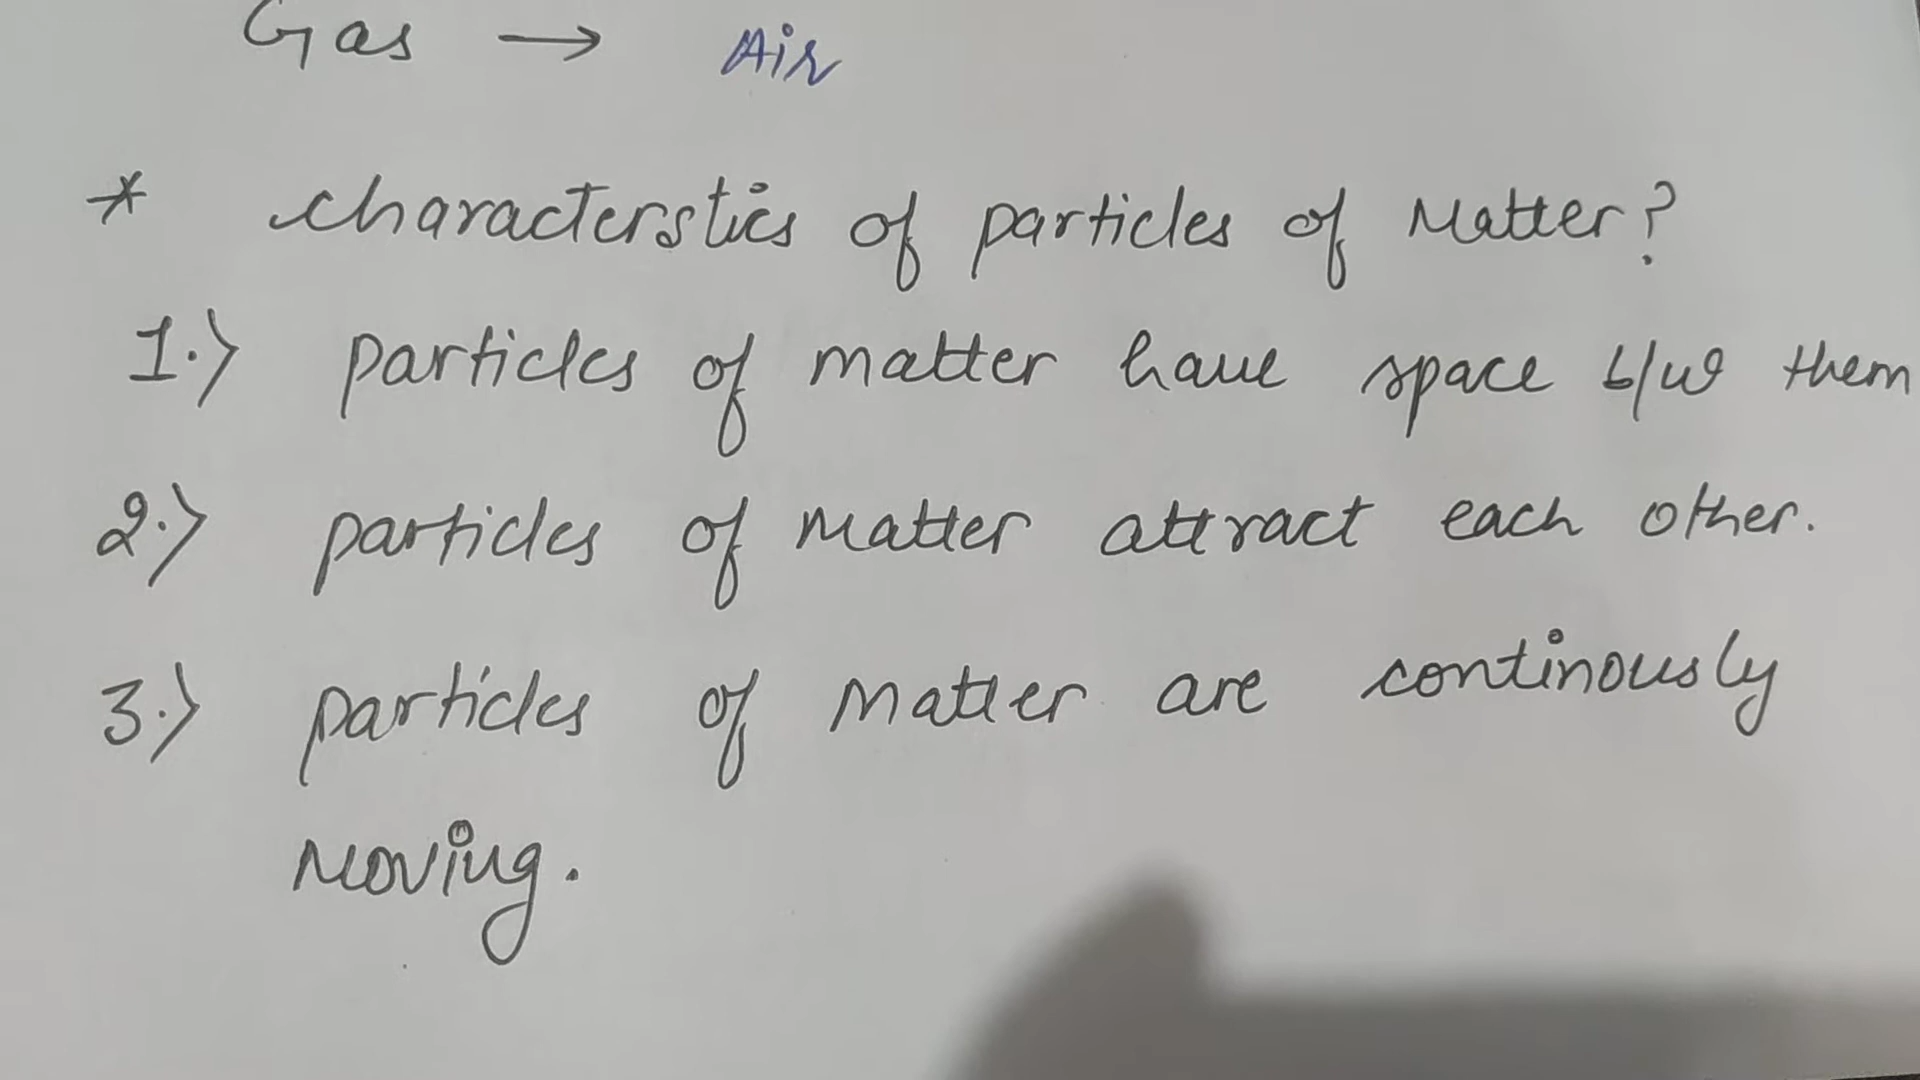 Gas → Air
* characterstics of particles of Matter?
1.) particles of matter have space b/w them
2.) particles of Matter attract each other.
3.) particles of Matter are continously
Moving.